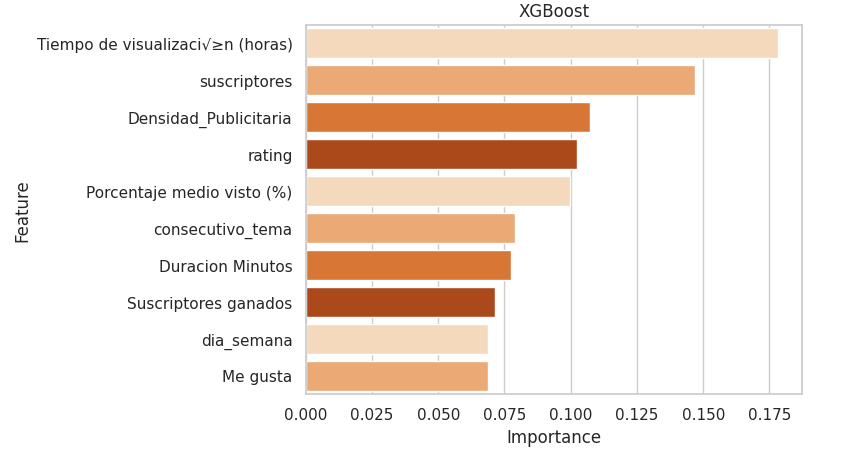 XGBoost
Tiempo de visualizaci√≥n (horas)
suscriptores
Densidad_Publicitaria
rating
Porcentaje medio visto (%)
consecutivo_tema
Duracion Minutos
Suscriptores ganados
dia_semana
Me gusta
Feature
0.000 0.025 0.050 0.075 0.100 0.125 0.150 0.175
Importance